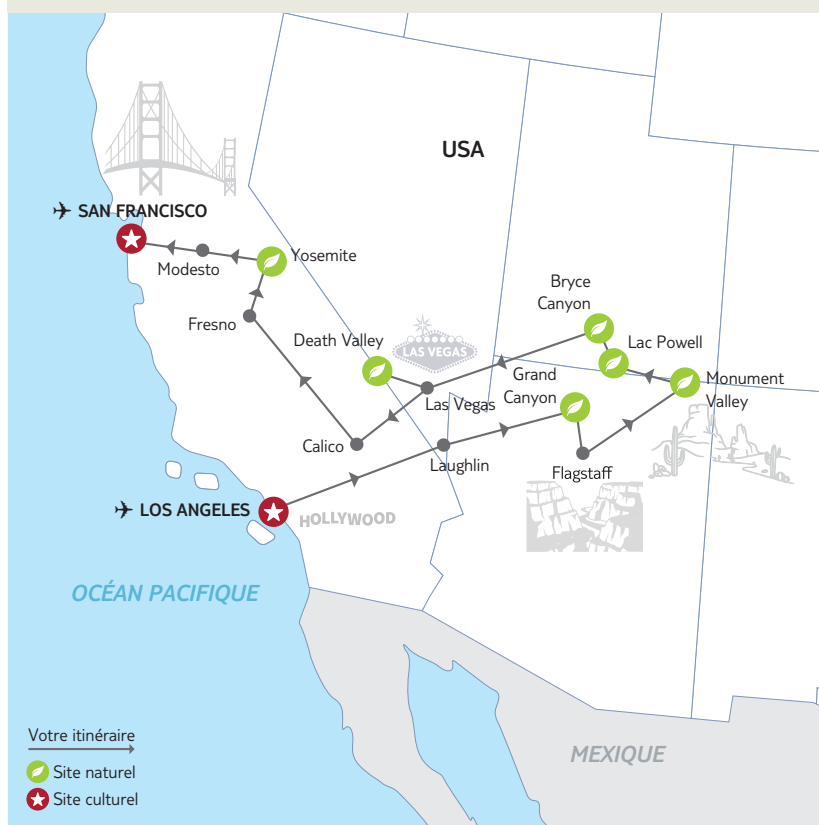 USA
SAN FRANCISCO
Modesto
Yosemite
Fresno
Bryce
Canyon
Death Valley
LAS VEGAS
Lac Powell
Grand
Canyon
Monument
Valley
Las Vegas
Calico
Laughlin
Flagstaff
LOS ANGELES
HOLLYWOOD
OCÉAN PACIFIQUE
MEXIQUE
Votre itinéraire
Site naturel
Site culturel